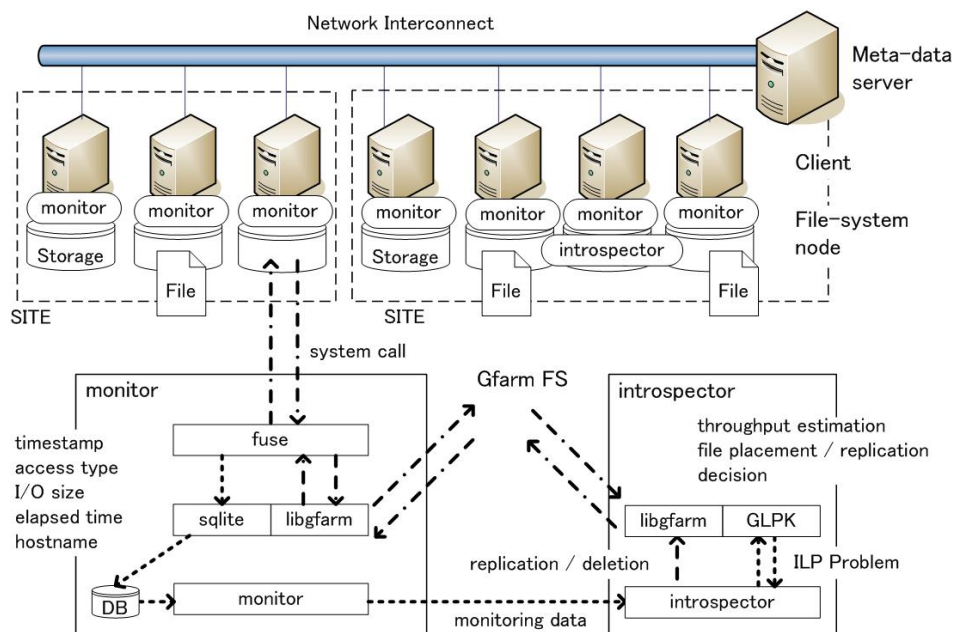 Network Interconnect
Meta-data
server
Client
File-system
node
monitor
monitor
monitor
monitor
monitor
monitor
monitor
Storage
Storage
introspector
File
File
File
SITE
SITE
system call
monitor
Gfarm FS
introspector
fuse
timestamp
access type
I/O size
elapsed time
hostname
throughput estimation
file placement / replication
decision
sqlite
libgfarm
libgfarm
GLPK
replication / deletion
ILP Problem
DB
monitor
monitoring data
introspector